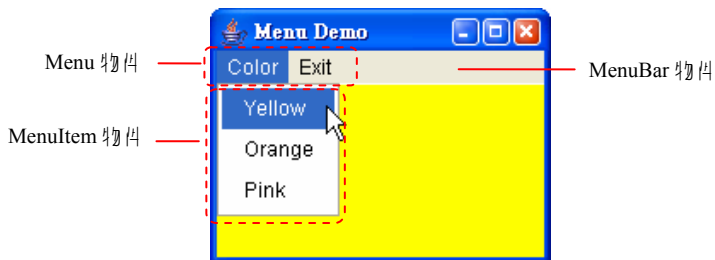 Menu Demo
Menu 物件
Color Exit
MenuBar 物件
Yellow
MenuItem 物件
Orange
Pink